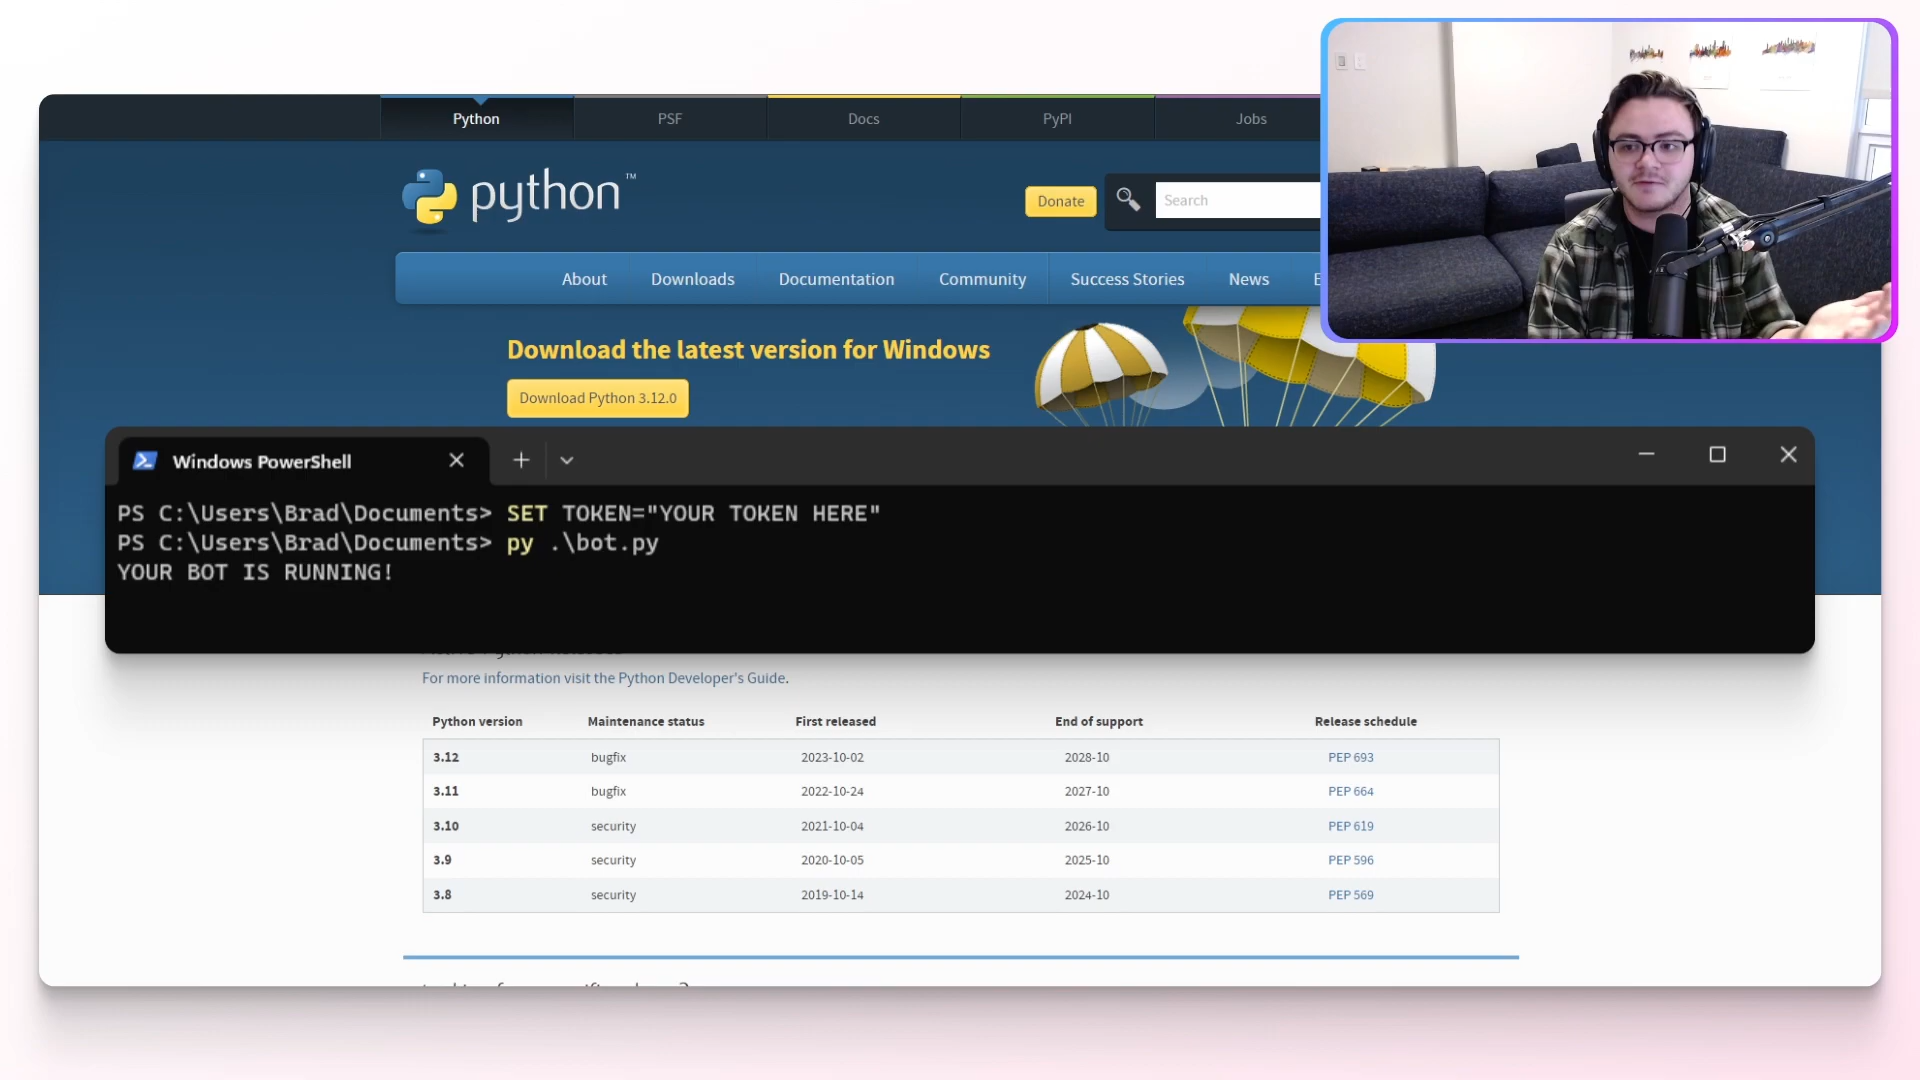 Python
PSF
Docs
PyPI
Jobs
python™
Donate
Search
About
Downloads
Documentation
Community
Success Stories
News
Download the latest version for Windows
Download Python 3.12.0
Windows PowerShell
PS C:\Users\Brad\Documents> SET TOKEN="YOUR TOKEN HERE"
PS C:\Users\Brad\Documents> py .\bot.py
YOUR BOT IS RUNNING!
For more information visit the Python Developer's Guide.
Python version Maintenance status First released End of support Release schedule
3.12 bugfix 2023-10-02 2028-10 PEP 693
3.11 bugfix 2022-10-24 2027-10 PEP 664
3.10 security 2021-10-04 2026-10 PEP 619
3.9 security 2020-10-05 2025-10 PEP 596
3.8 security 2019-10-14 2024-10 PEP 569